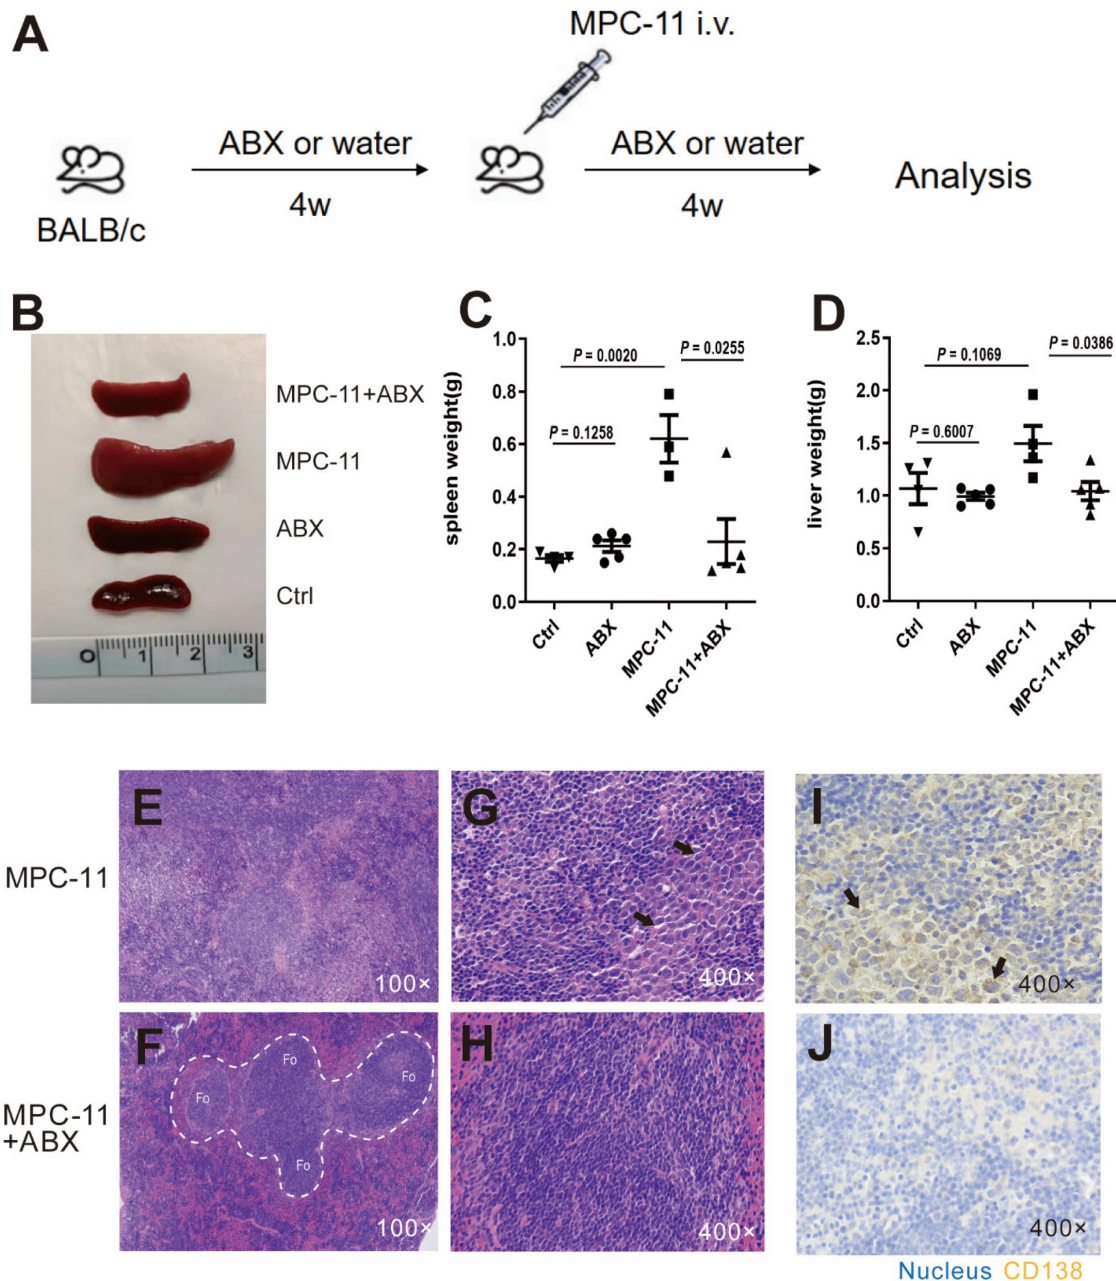 A
MPC-11 i.v.
ABX or water
4w
ABX or water
4w
Analysis
BALB/c
B
MPC-11+ABX
MPC-11
ABX
Ctrl
0 1 2 3
C
spleen weight(g)
1.0
0.8
0.6
0.4
0.2
0.0
P = 0.0020
P = 0.0255
P = 0.1258
Ctrl
ABX
MPC-11
MPC-11+ABX
D
liver weight(g)
2.5
2.0
1.5
1.0
0.5
0.0
P = 0.1069
P = 0.0386
P = 0.6007
Ctrl
ABX
MPC-11
MPC-11+ABX
MPC-11
E
100×
G
400×
I
400×
MPC-11
+ABX
F
Fo
Fo
Fo
Fo
100×
H
400×
J
400×
Nucleus CD138